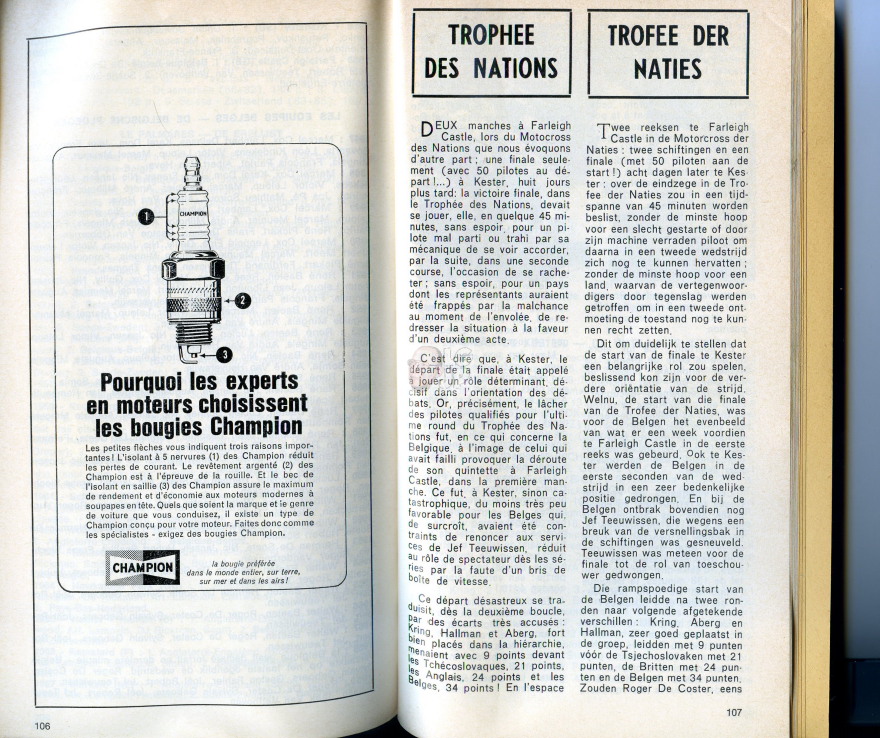 1
CHAMPION
2
3
Pourquoi les experts
en moteurs choisissent
les bougies Champion
Les petites flèches vous indiquent trois raisons impor-
tantes! L'isolant à 5 nervures (1) des Champion réduit
les pertes de courant. Le revêtement argenté (2) des
Champion est à l'épreuve de la rouille. Et le bec de
l'isolant en saillie (3) des Champion assure le maximum
de rendement et d'économie aux moteurs modernes à
soupapes en tête. Quels que soient la marque et le genre
de voiture que vous conduisez, il existe un type de
Champion conçu pour votre moteur. Faites donc comme
les spécialistes - exigez des bougies Champion.
CHAMPION
la bougie préférée
dans le monde entier, sur terre,
sur mer et dans les airs!
106
TROPHEE
DES NATIONS
DEUX manches à Farleigh
Castle, lors du Motocross
des Nations que nous évoquons
d'autre part ; une finale seule-
ment (avec 50 pilotes au dé-
part !...) à Kester, huit jours
plus tard: la victoire finale, dans
le Trophée des Nations, devait
se jouer, elle, en quelque 45 mi-
nutes, sans espoir, pour un pi-
lote mal parti ou trahi par sa
mécanique de se voir accorder,
par la suite, dans une seconde
course, l'occasion de se rache-
ter ; sans espoir, pour un pays
dont les représentants auraient
été frappés par la malchance
au moment de l'envolée, de re-
dresser la situation à la faveur
d'un deuxième acte.
C'est dire que, à Kester, le
départ de la finale était appelé
à jouer un rôle déterminant, dé-
cisif dans l'orientation des dé-
bats. Or, précisément, le lâcher
des pilotes qualifiés pour l'ulti-
me round du Trophée des Na-
tions fut, en ce qui concerne la
Belgique, à l'image de celui qui
avait failli provoquer la déroute
de son quintette à Farleigh
Castle, dans la première man-
che. Ce fut, à Kester, sinon ca-
tastrophique, du moins très peu
favorable pour les Belges qui,
de surcroît, avaient été con-
traints de renoncer aux servi-
ces de Jef Teeuwissen, réduit
au rôle de spectateur dès les sé-
ries par la faute d'un bris de
boîte de vitesse.
Ce départ désastreux se tra-
duisit, dès la deuxième boucle,
par des écarts très accusés :
Kring, Hallman et Aberg, fort
bien placés dans la hiérarchie,
menaient avec 9 points devant
les Tchécoslovaques, 21 points,
les Anglais, 24 points et les
Belges, 34 points ! En l'espace
TROFEE DER
NATIES
Twee reeksen te Farleigh
Castle in de Motorcross der
Naties : twee schiftingen en een
finale (met 50 piloten aan de
start !) acht dagen later te Kes-
ter ; over de eindzege in de Tro-
fee der Naties zou in een tijd-
spanne van 45 minuten worden
beslist, zonder de minste hoop
voor een slecht gestarte of door
zijn machine verraden piloot om
daarna in een tweede wedstrijd
zich nog te kunnen hervatten ;
zonder de minste hoop voor een
land, waarvan de vertegenwoor-
digers door tegenslag werden
getroffen, om in een tweede ont-
moeting de toestand nog te kun-
nen recht zetten.
Dit om duidelijk te stellen dat
de start van de finale te Kester
een belangrijke rol zou spelen,
beslissend kon zijn voor de ver-
dere oriëntatie van de strijd.
Welnu, de start van die finale
van de Trofee der Naties, was
voor de Belgen het evenbeeld
van wat er een week voordien
te Farleigh Castle in de eerste
reeks was gebeurd. Ook te Kes-
ter werden de Belgen in de
eerste seconden van de wed-
strijd in een zeer bedenkelijke
positie gedrongen. En bij de
Belgen ontbrak bovendien nog
Jef Teeuwissen, die wegens een
breuk van de versnellingsbak in
de schiftingen was gesneuveld.
Teeuwissen was meteen voor de
finale tot de rol van toeschou-
wer gedwongen.
Die rampspoedige start van
de Belgen leidde na twee ron-
den naar volgende afgetekende
verschillen : Kring, Aberg en
Hallman, zeer goed geplaatst in
de groep, leidden met 9 punten
vóór de Tsjechoslovaken met 21
punten, de Britten met 24 pun-
ten en de Belgen met 34 punten.
Zouden Roger De Coster, eens
107